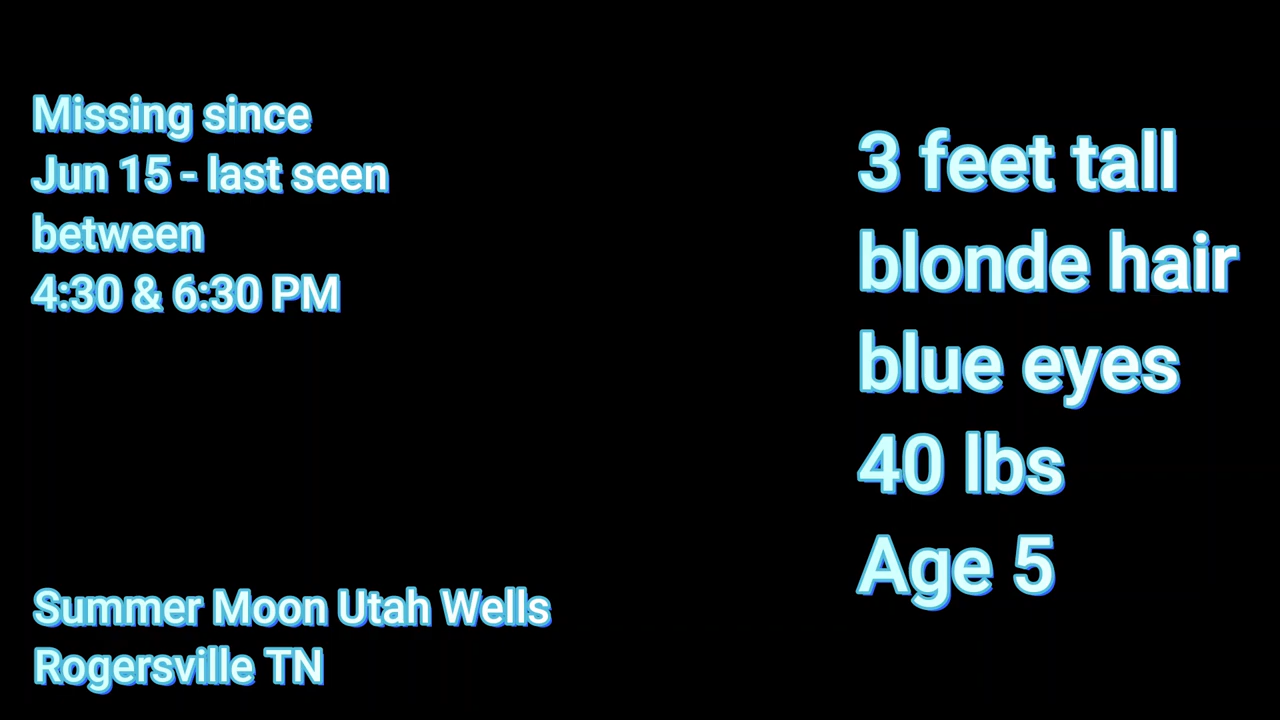 Missing since
Jun 15 - last seen
between
4:30 & 6:30 PM
Summer Moon Utah Wells
Rogersville TN
3 feet tall
blonde hair
blue eyes
40 lbs
Age 5